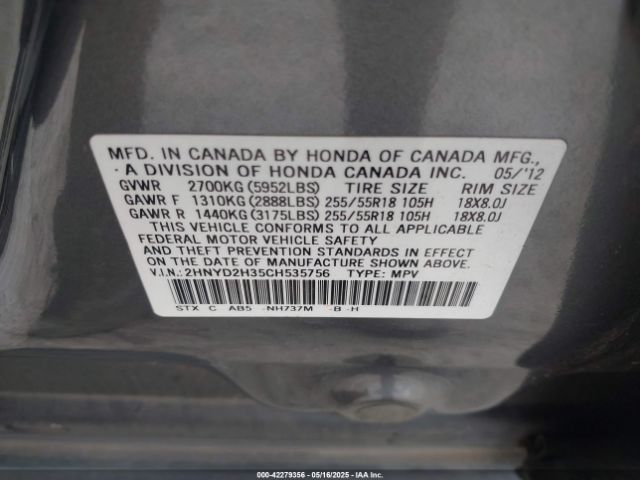 MFD. IN CANADA BY HONDA OF CANADA MFG.,
A DIVISION OF HONDA CANADA INC. 05/'12
GVWR 2700KG (5952LBS) TIRE SIZE RIM SIZE
GAWR F 1310KG (2888LBS) 255/55R18 105H 18X8.0J
GAWR R 1440KG (3175LBS) 255/55R18 105H 18X8.0J
THIS VEHICLE CONFORMS TO ALL APPLICABLE
FEDERAL MOTOR VEHICLE SAFETY
AND THEFT PREVENTION STANDARDS IN EFFECT
ON THE DATE OF MANUFACTURE SHOWN ABOVE.
V.I.N.: 2HNYD2H35CH535756 TYPE: MPV
STX C AB5 -NH737M -B -H
000-42279356 - 05/16/2025 - IAA Inc.